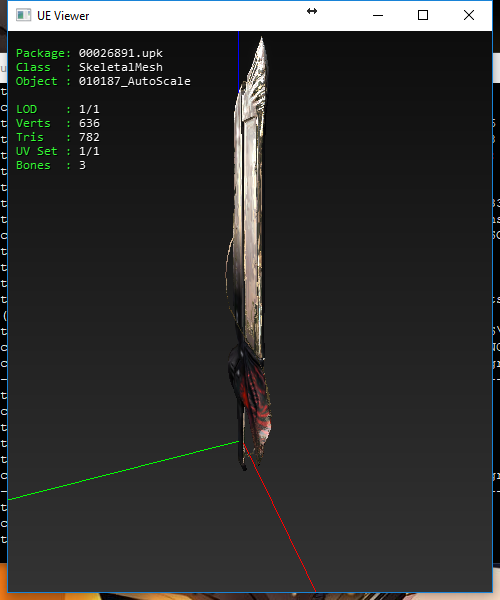 UE Viewer
Package: 00026891.upk
Class  : SkeletalMesh
Object : 010187_AutoScale
LOD    : 1/1
Verts  : 636
Tris   : 782
UV Set : 1/1
Bones  : 3